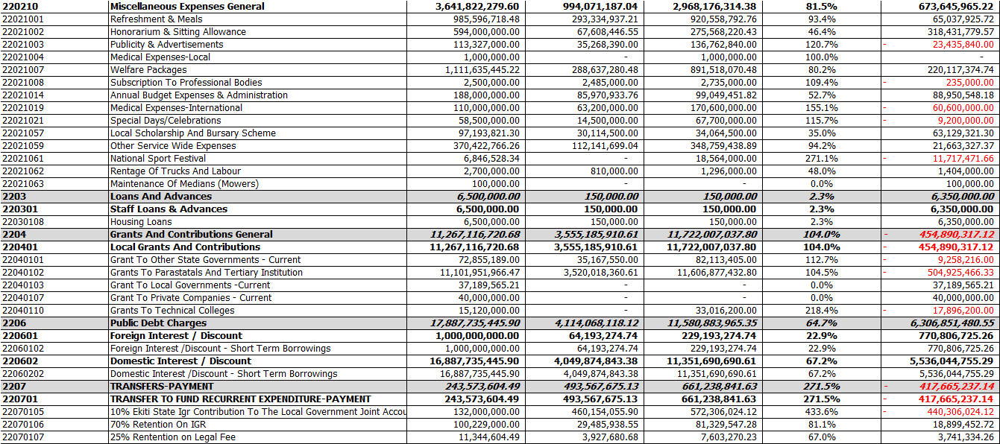 220210 Miscellaneous Expenses General 3,641,822,279.60 994,071,187.04 2,968,176,314.38 81.5% 673,645,965.22
22021001 Refreshment & Meals 985,596,718.48 293,334,937.21 920,558,792.76 93.4% 65,037,925.72
22021002 Honorarium & Sitting Allowance 594,000,000.00 67,608,446.55 275,568,220.43 46.4% 318,431,779.57
22021003 Publicity & Advertisements 113,327,000.00 35,268,390.00 136,762,840.00 120.7% - 23,435,840.00
22021004 Medical Expenses-Local 1,000,000.00 - 1,000,000.00 100.0% -
22021007 Welfare Packages 1,111,635,445.22 288,637,280.48 891,518,070.48 80.2% 220,117,374.74
22021008 Subscription To Professional Bodies 2,500,000.00 2,485,000.00 2,735,000.00 109.4% - 235,000.00
22021014 Annual Budget Expenses & Administration 188,000,000.00 85,970,933.76 99,049,451.82 52.7% 88,950,548.18
22021019 Medical Expenses-International 110,000,000.00 63,200,000.00 170,600,000.00 155.1% - 60,600,000.00
22021021 Special Days/Celebrations 58,500,000.00 14,500,000.00 67,700,000.00 115.7% - 9,200,000.00
22021057 Local Scholarship And Bursary Scheme 97,193,821.30 30,114,500.00 34,064,500.00 35.0% 63,129,321.30
22021059 Other Service Wide Expenses 370,422,766.26 112,141,699.04 348,759,438.89 94.2% 21,663,327.37
22021061 National Sport Festival 6,846,528.34 - 18,564,000.00 271.1% - 11,717,471.66
22021062 Rentage Of Trucks And Labour 2,700,000.00 810,000.00 1,296,000.00 48.0% 1,404,000.00
22021063 Maintenance Of Medians (Mowers) 100,000.00 - - 0.0% 100,000.00
2203 Loans And Advances 6,500,000.00 150,000.00 150,000.00 2.3% 6,350,000.00
220301 Staff Loans & Advances 6,500,000.00 150,000.00 150,000.00 2.3% 6,350,000.00
22030108 Housing Loans 6,500,000.00 150,000.00 150,000.00 2.3% 6,350,000.00
2204 Grants And Contributions General 11,267,116,720.68 3,555,185,910.61 11,722,007,037.80 104.0% - 454,890,317.12
220401 Local Grants And Contributions 11,267,116,720.68 3,555,185,910.61 11,722,007,037.80 104.0% - 454,890,317.12
22040101 Grant To Other State Governments - Current 72,855,189.00 35,167,550.00 82,113,405.00 112.7% - 9,258,216.00
22040102 Grants To Parastatals And Tertiary Institution 11,101,951,966.47 3,520,018,360.61 11,606,877,432.80 104.5% - 504,925,466.33
22040103 Grant To Local Governments -Current 37,189,565.21 - - 0.0% 37,189,565.21
22040107 Grant To Private Companies - Current 40,000,000.00 - - 0.0% 40,000,000.00
22040110 Grants To Technical Colleges 15,120,000.00 - 33,016,200.00 218.4% - 17,896,200.00
2206 Public Debt Charges 17,887,735,445.90 4,114,068,118.12 11,580,883,965.35 64.7% 6,306,851,480.55
220601 Foreign Interest / Discount 1,000,000,000.00 64,193,274.74 229,193,274.74 22.9% 770,806,725.26
22060102 Foreign Interest /Discount - Short Term Borrowings 1,000,000,000.00 64,193,274.74 229,193,274.74 22.9% 770,806,725.26
220602 Domestic Interest / Discount 16,887,735,445.90 4,049,874,843.38 11,351,690,690.61 67.2% 5,536,044,755.29
22060202 Domestic Interest /Discount - Short Term Borrowings 16,887,735,445.90 4,049,874,843.38 11,351,690,690.61 67.2% 5,536,044,755.29
2207 TRANSFERS-PAYMENT 243,573,604.49 493,567,675.13 661,238,841.63 271.5% - 417,665,237.14
220701 TRANSFER TO FUND RECURRENT EXPENDITURE-PAYMENT 243,573,604.49 493,567,675.13 661,238,841.63 271.5% - 417,665,237.14
22070105 10% Ekiti State Igr Contribution To The Local Government Joint Accou 132,000,000.00 460,154,055.90 572,306,024.12 433.6% - 440,306,024.12
22070106 70% Retention On IGR 100,229,000.00 29,485,938.55 81,329,547.28 81.1% 18,899,452.72
22070107 25% Rentention on Legal Fee 11,344,604.49 3,927,680.68 7,603,270.23 67.0% 3,741,334.26